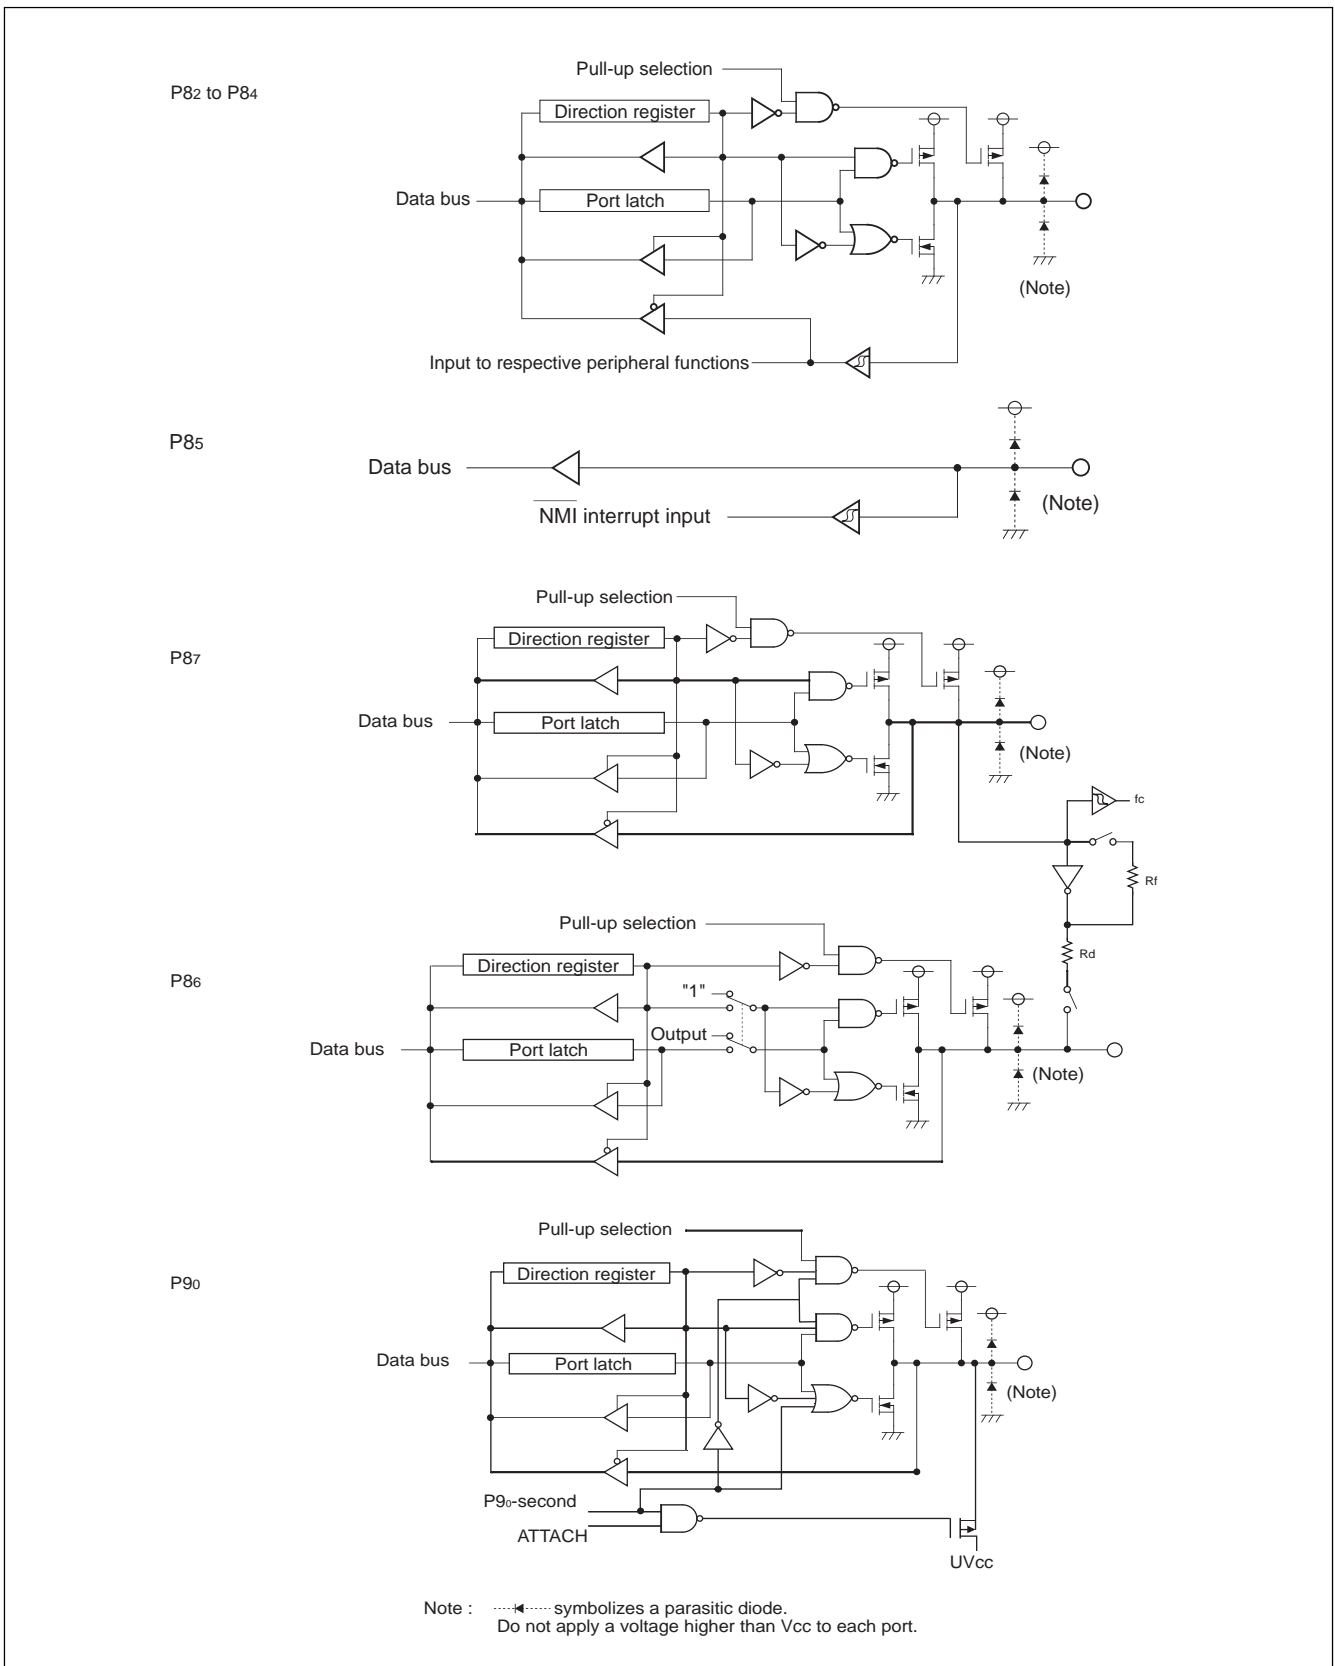 P82 to P84
Pull-up selection
Direction register
Data bus
Port latch
(Note)
Input to respective peripheral functions
P85
Data bus
(Note)
NMI interrupt input
Pull-up selection
P87
Direction register
Data bus
Port latch
(Note)
fc
Rf
Rd
Pull-up selection
P86
Direction register
"1"
Output
Data bus
Port latch
(Note)
Pull-up selection
P90
Direction register
Data bus
Port latch
(Note)
P90-second
ATTACH
UVcc
Note : symbolizes a parasitic diode.
Do not apply a voltage higher than Vcc to each port.